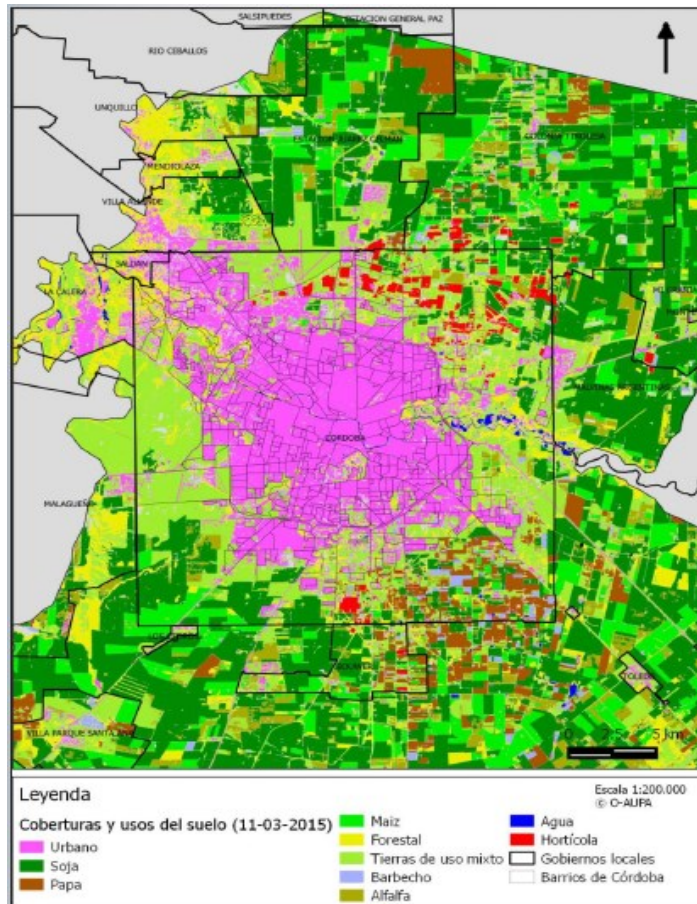 SALSIPUEDES
ESTACION GENERAL PAZ
RIO CEBALLOS
UNQUILLO
MENDIOLAZA
VILLA ALLENDE
SALDAN
LA CALERA
CORDOBA
MALAGUEÑO
TOLEDO
VILLA PARQUE SANTA ANA
0 2.5 5 km
Leyenda
Escala 1:200.000
© O-AUPA
Coberturas y usos del suelo (11-03-2015)
Urbano
Soja
Papa
Maiz
Forestal
Tierras de uso mixto
Barbecho
Alfalfa
Agua
Hortícola
Gobiernos locales
Barrios de Córdoba